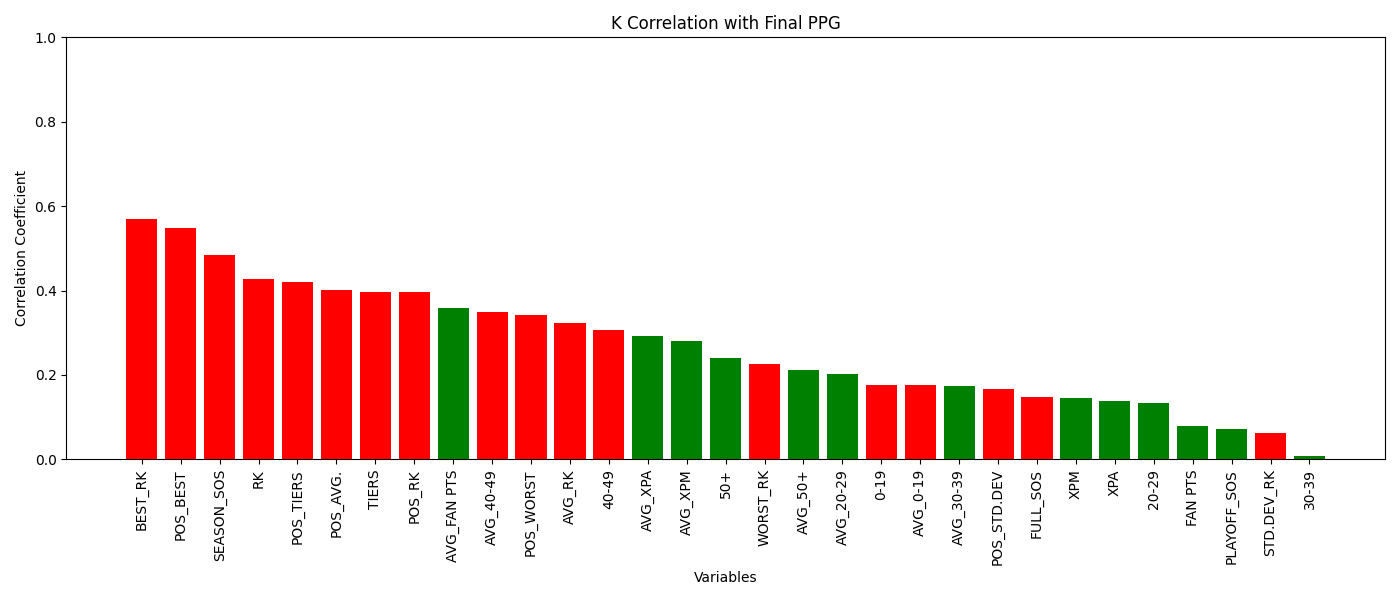 K Correlation with Final PPG
1.0
0.8
0.6
0.4
0.2
0.0
Correlation Coefficient
BEST_RK
POS_BEST
SEASON_SOS
RK
POS_TIERS
POS_AVG.
TIERS
POS_RK
AVG_FAN PTS
AVG_40-49
POS_WORST
AVG_RK
40-49
AVG_XPA
AVG_XPM
50+
WORST_RK
AVG_50+
AVG_20-29
0-19
AVG_0-19
AVG_30-39
POS_STD.DEV
FULL_SOS
XPM
XPA
20-29
FAN PTS
PLAYOFF_SOS
STD.DEV_RK
30-39
Variables